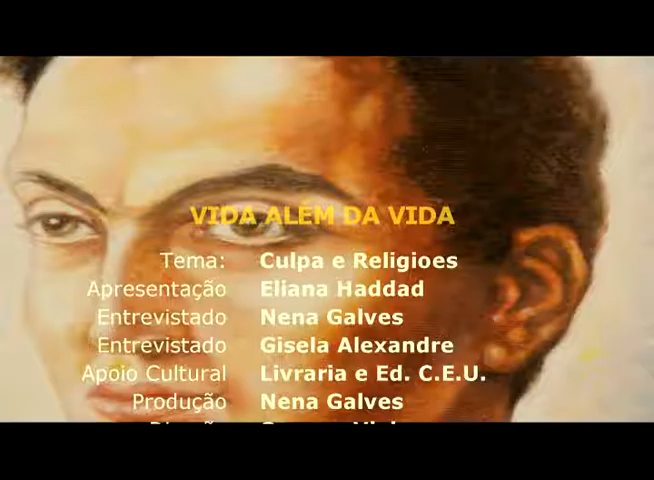 VIDA ALEM DA VIDA
Tema: Culpa e Religioes
Apresentação Eliana Haddad
Entrevistado Nena Galves
Entrevistado Gisela Alexandre
Apoio Cultural Livraria e Ed. C.E.U.
Produção Nena Galves